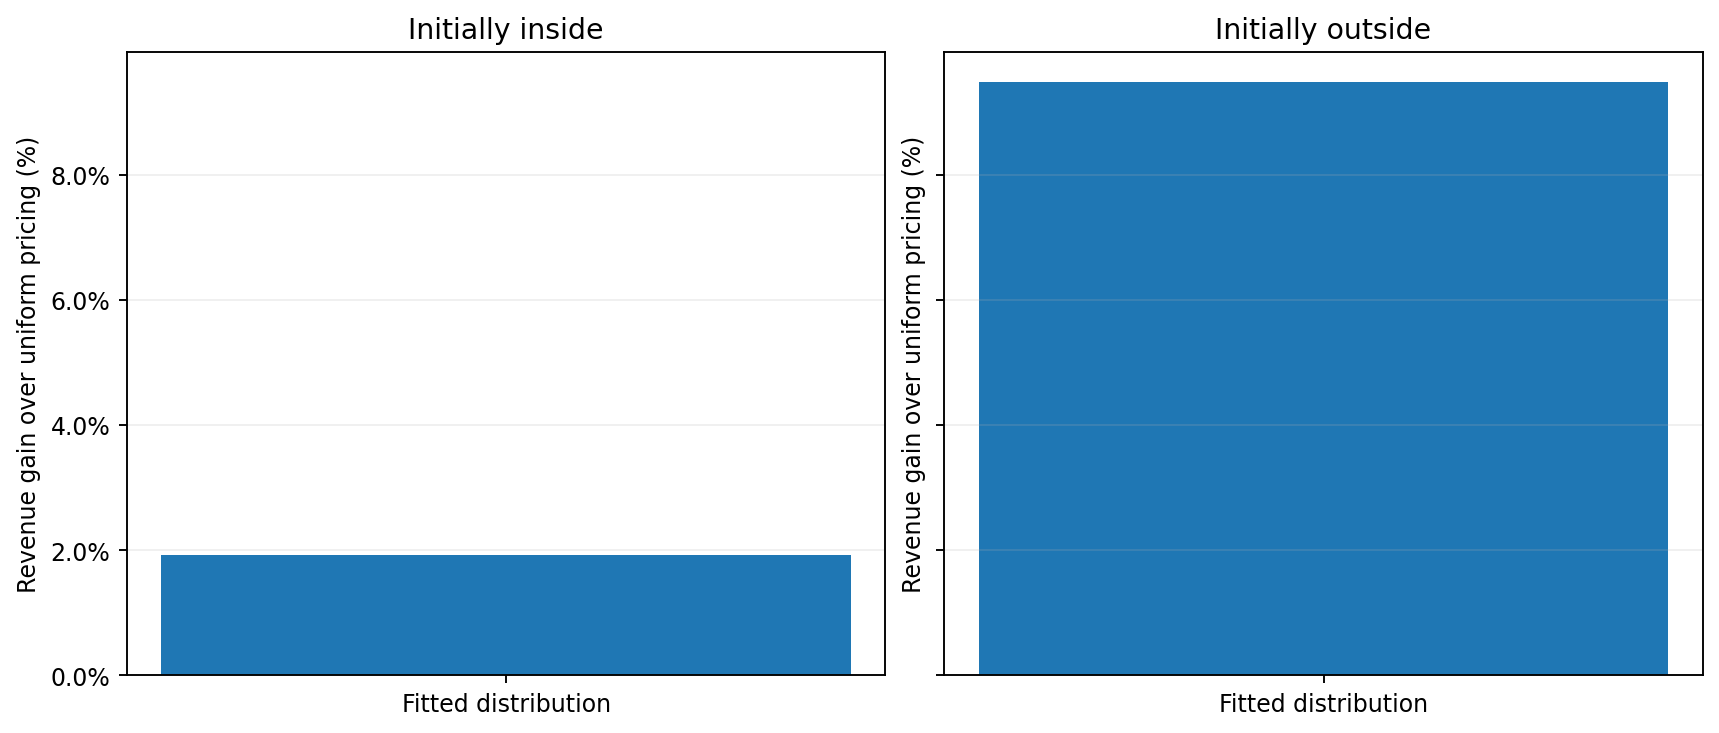 Initially inside
Revenue gain over uniform pricing (%)
8.0%
6.0%
4.0%
2.0%
0.0%
Fitted distribution
Initially outside
Revenue gain over uniform pricing (%)
Fitted distribution